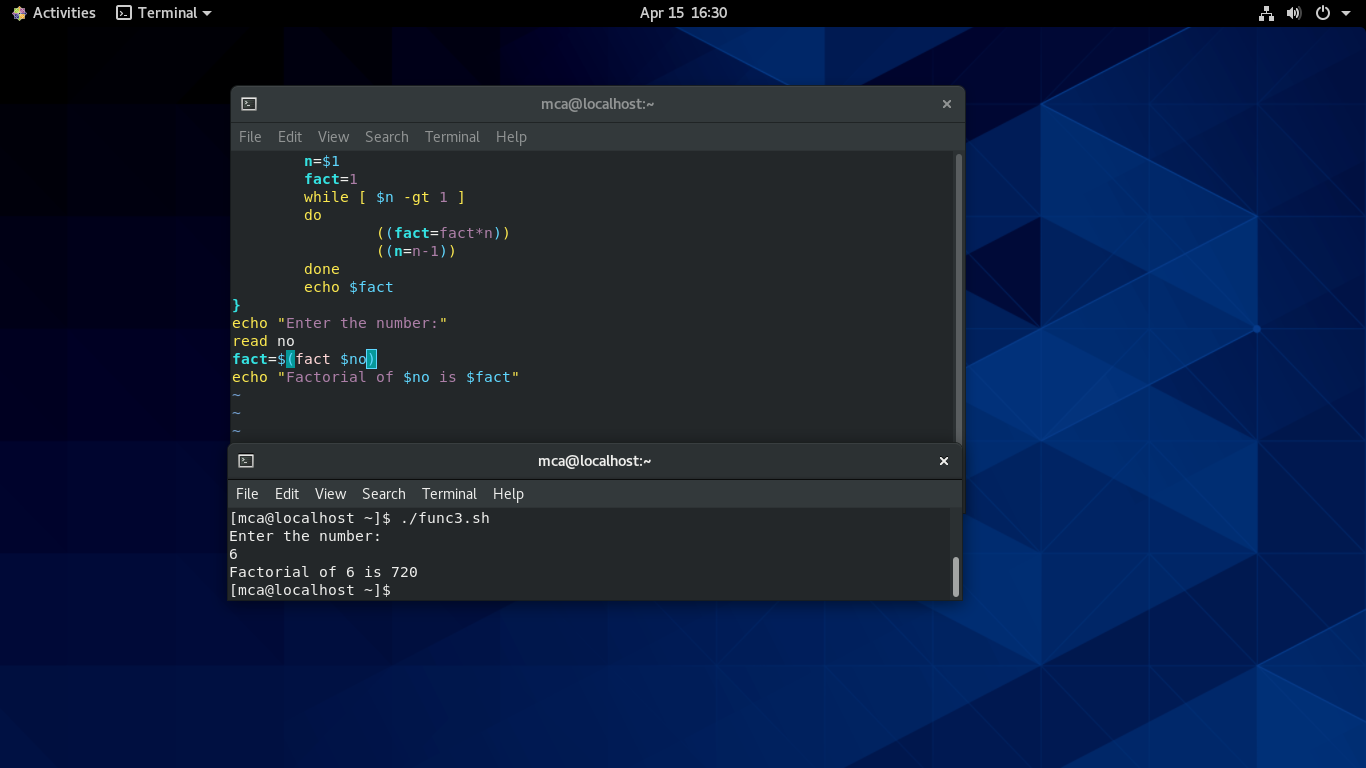 Activities Terminal Apr 15 16:30
mca@localhost:~
File Edit View Search Terminal Help
n=$1
fact=1
while [ $n -gt 1 ]
do
((fact=fact*n))
((n=n-1))
done
echo $fact
}
echo "Enter the number:"
read no
fact=$(fact $no)
echo "Factorial of $no is $fact"
~
~
~
mca@localhost:~
File Edit View Search Terminal Help
[mca@localhost ~]$ ./func3.sh
Enter the number:
6
Factorial of 6 is 720
[mca@localhost ~]$